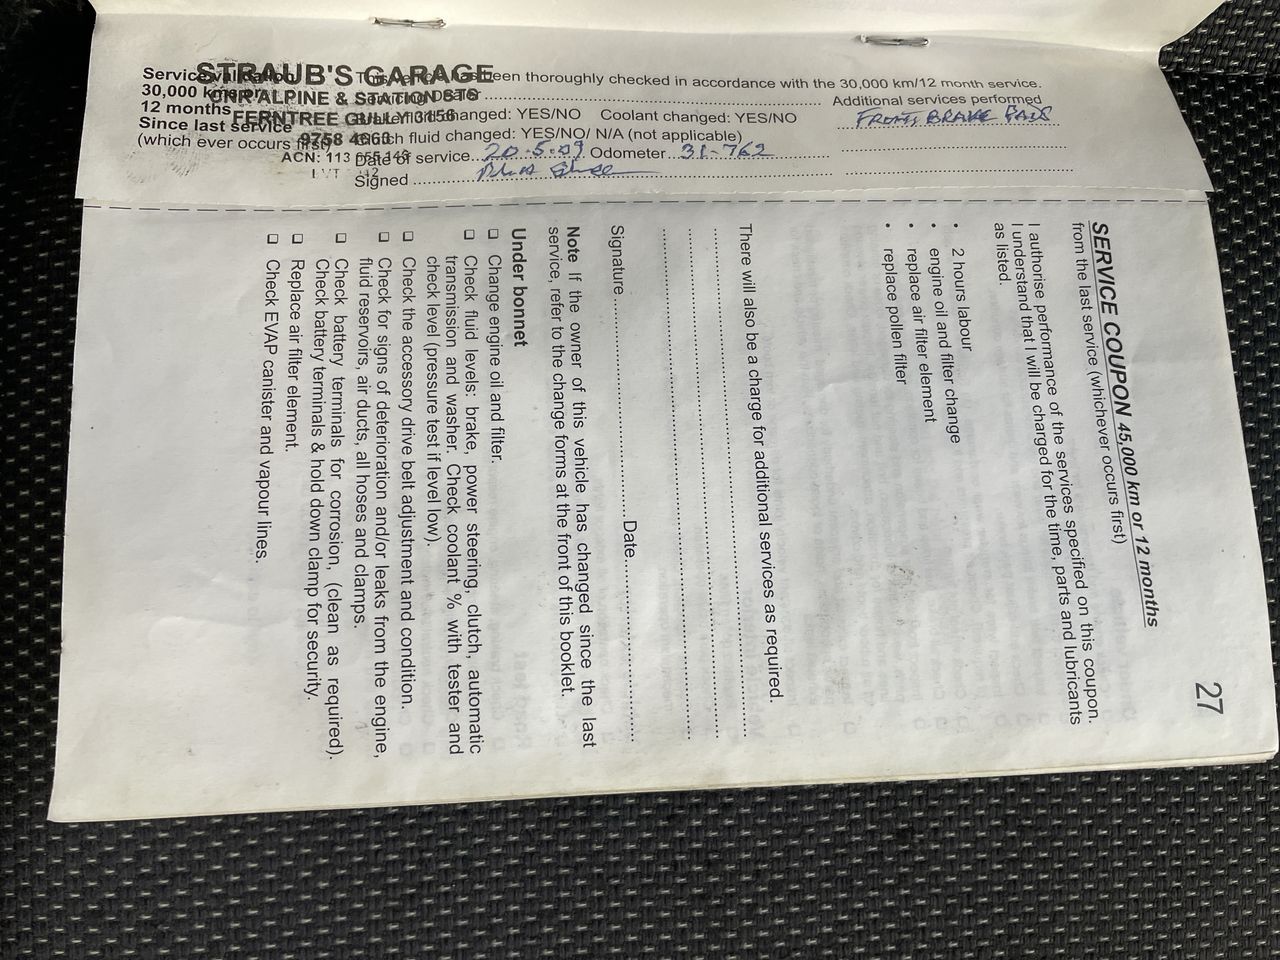 STRAUB'S GARAGE
CNR ALPINE & STATION STS
FERNTREE GULLY 3156
9758 4663
ACN: 113 655 148
LVT
Service validation
30,000 kms or
12 months
Since last service
(which ever occurs first)
This vehicle has been thoroughly checked in accordance with the 30,000 km/12 month service.
Servicing Dealer
Brake fluid changed: YES/NO Coolant changed: YES/NO
Clutch fluid changed: YES/NO/ N/A (not applicable)
Date of service 20-5-09 Odometer 31-762
Signed
Additional services performed
FRONT BRAKE PADS
27
SERVICE COUPON 45,000 km or 12 months
from the last service (whichever occurs first)
I authorise performance of the services specified on this coupon.
I understand that I will be charged for the time, parts and lubricants
as listed.
• 2 hours labour
• engine oil and filter change
• replace air filter element
• replace pollen filter
There will also be a charge for additional services as required.
Signature Date
Note If the owner of this vehicle has changed since the last
service, refer to the change forms at the front of this booklet.
Under bonnet
❏ Change engine oil and filter.
❏ Check fluid levels: brake, power steering, clutch, automatic
transmission and washer. Check coolant % with tester and
check level (pressure test if level low).
❏ Check the accessory drive belt adjustment and condition.
❏ Check for signs of deterioration and/or leaks from the engine,
fluid reservoirs, air ducts, all hoses and clamps.
❏ Check battery terminals for corrosion, (clean as required).
Check battery terminals & hold down clamp for security.
❏ Replace air filter element.
❏ Check EVAP canister and vapour lines.